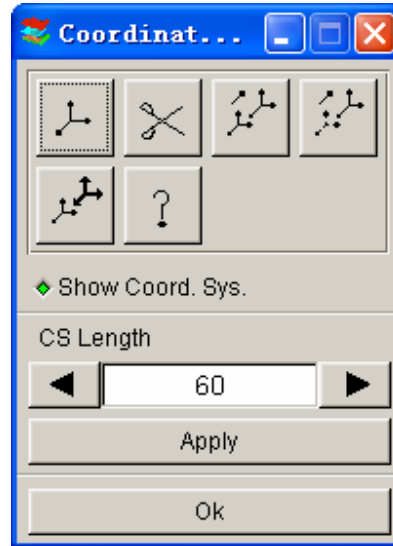 Coordinat...
?
Show Coord. Sys.
CS Length
60
Apply
Ok